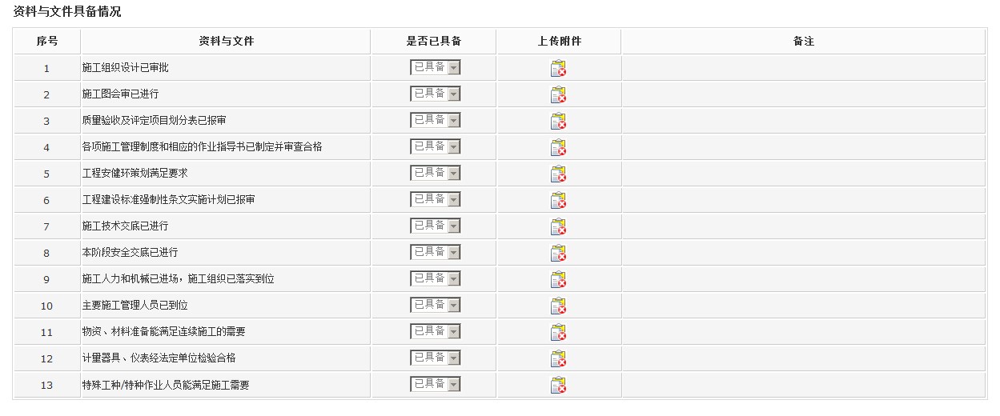 资料与文件具备情况
序号 资料与文件 是否已具备 上传附件 备注
1 施工组织设计已审批 已具备
2 施工图会审已进行 已具备
3 质量验收及评定项目划分表已报审 已具备
4 各项施工管理制度和相应的作业指导书已制定并审查合格 已具备
5 工程安健环策划满足要求 已具备
6 工程建设标准强制性条文实施计划已报审 已具备
7 施工技术交底已进行 已具备
8 本阶段安全交底已进行 已具备
9 施工人力和机械已进场，施工组织已落实到位 已具备
10 主要施工管理人员已到位 已具备
11 物资、材料准备能满足连续施工的需要 已具备
12 计量器具、仪表经法定单位检验合格 已具备
13 特殊工种/特种作业人员能满足施工需要 已具备